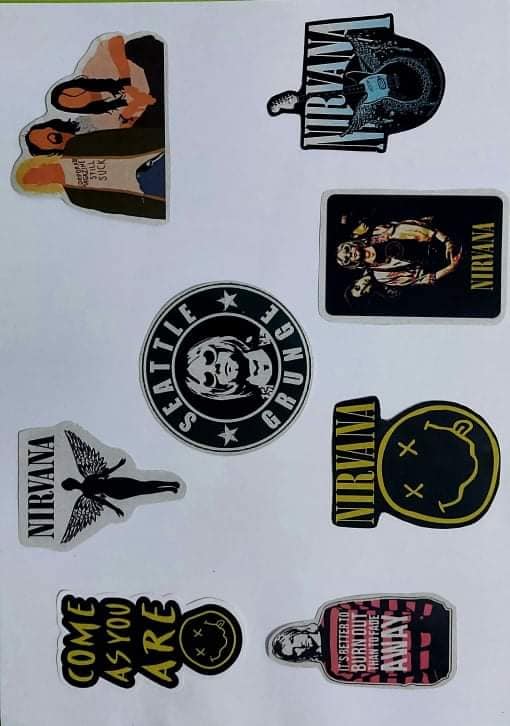 NIRVANA
COME
AS YOU
ARE
CORPORATE
MAGAZINE
STILL
SUCK
SEATTLE
GRUNGE
IT'S BETTER TO
BURN OUT
THAN TO FADE
AWAY
NIRVANA
NIRVANA
NIRVANA